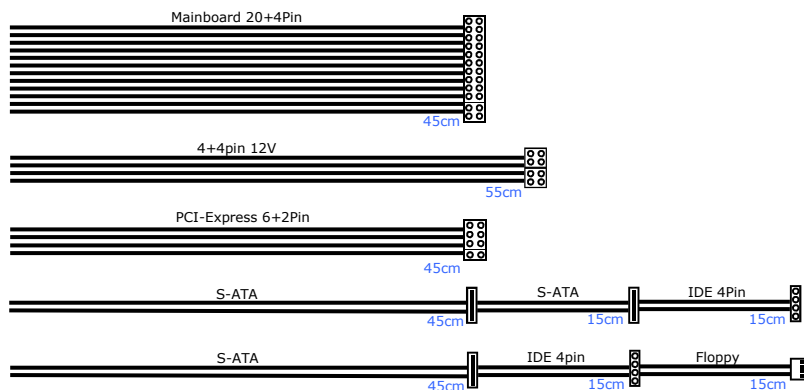 Mainboard 20+4Pin
45cm
4+4pin 12V
55cm
PCI-Express 6+2Pin
45cm
S-ATA S-ATA IDE 4Pin
45cm 15cm 15cm
S-ATA IDE 4pin Floppy
45cm 15cm 15cm